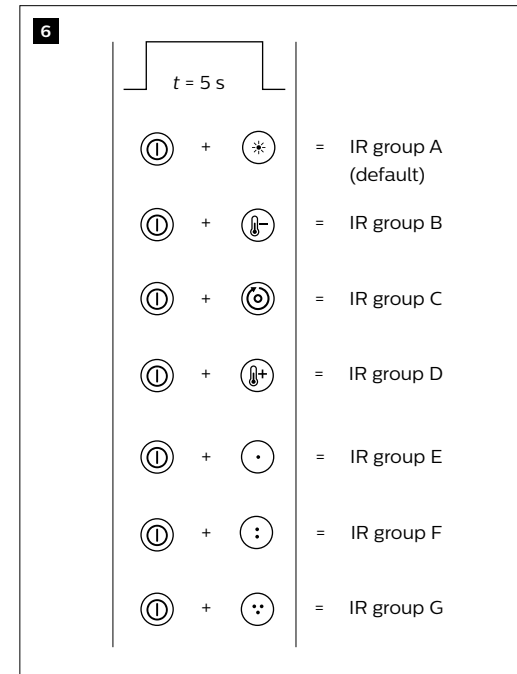 6
t = 5 s
+ = IR group A
(default)
+ = IR group B
+ = IR group C
+ = IR group D
+ = IR group E
+ = IR group F
+ = IR group G